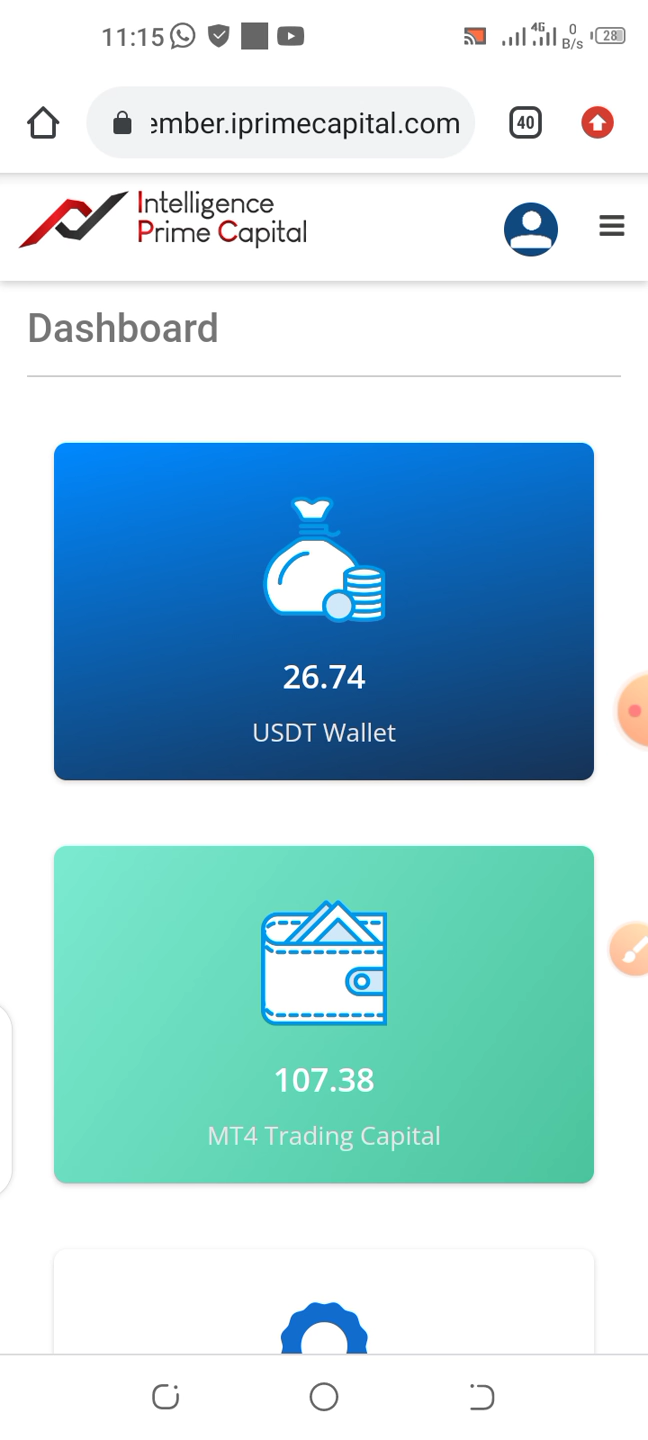 11:15
4G
0
B/s
28
ember.iprimecapital.com
40
Intelligence
Prime Capital
Dashboard
26.74
USDT Wallet
107.38
MT4 Trading Capital